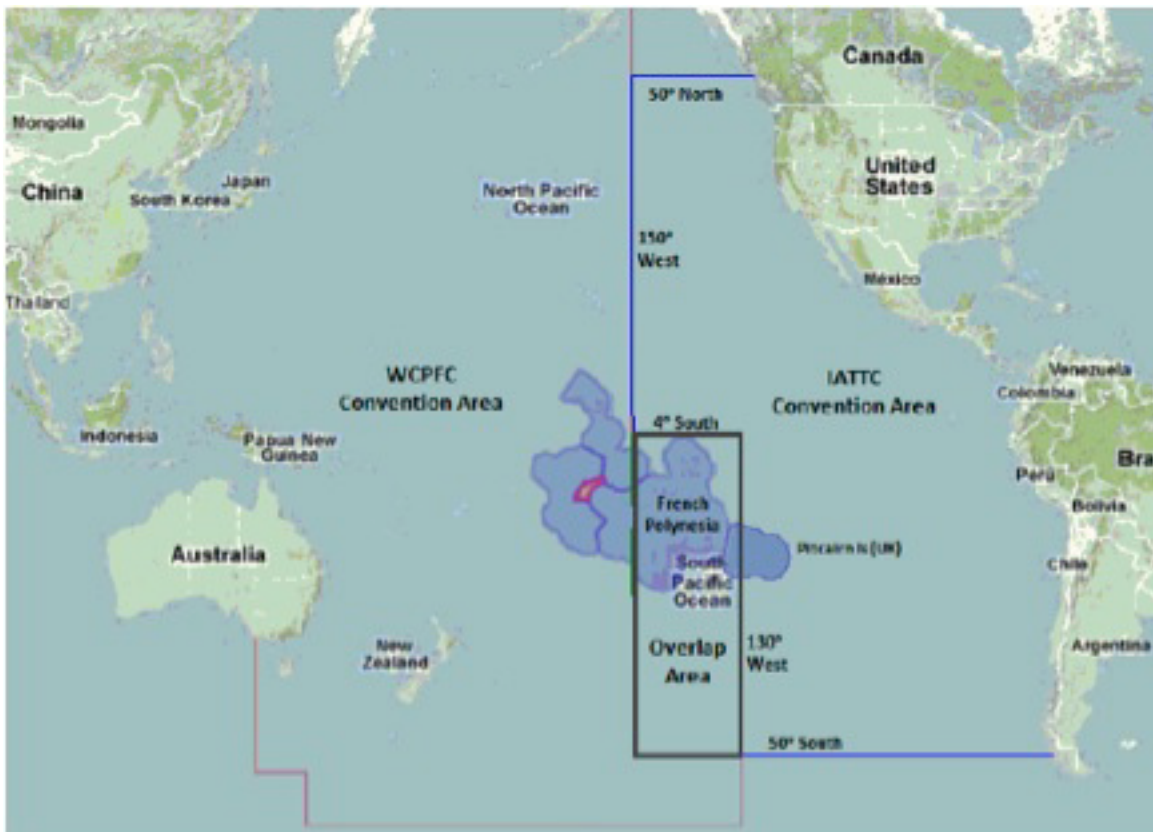 Canada
50° North
Mongolia
United
States
Japan
China
South Korea
North Pacific
Ocean
150°
West
México
Thailand
WCPFC
Convention Area
IATTC
Convention Area
Venezuela
Colombia
4° South
Indonesia
Papua New
Guinea
Bra
Perú
French
Polynesia
Bolivia
Australia
Pitcairn Is (UK)
South
Pacific
Ocean
Chile
New
Zealand
Overlap
Area
130°
West
Argentina
50° South